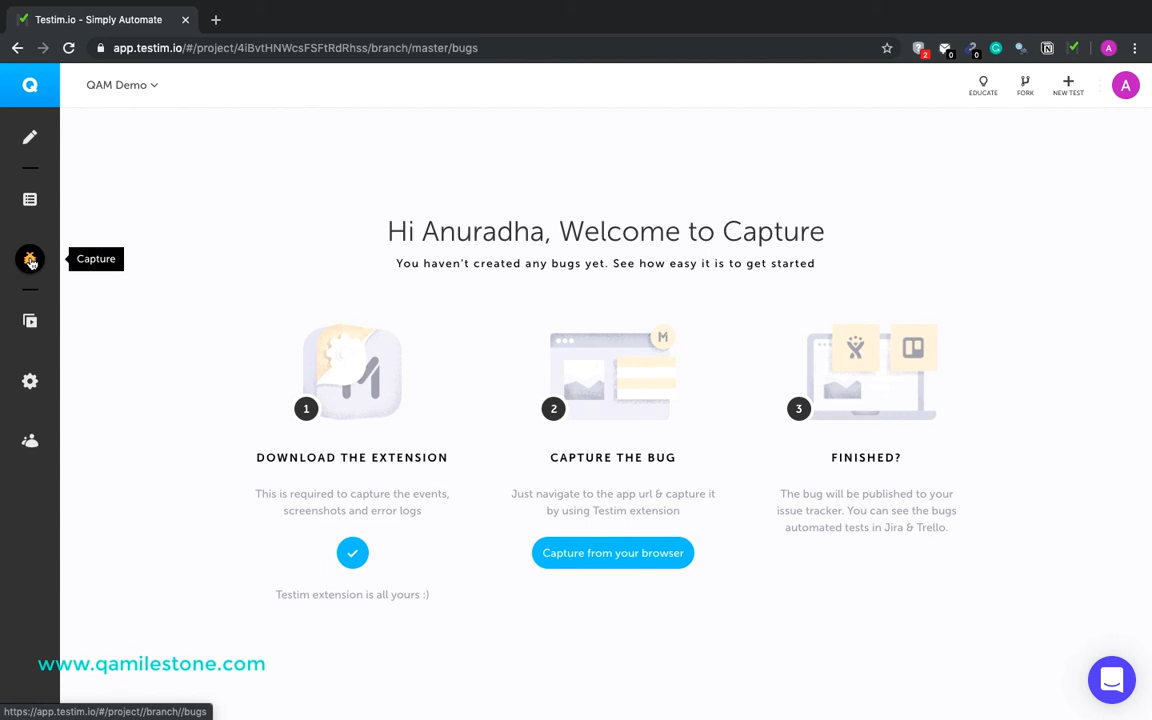 Testim.io - Simply Automate
app.testim.io/#/project/4iBvtHNWcsFSFtRdRhss/branch/master/bugs
2
0
0
A
Q
QAM Demo
EDUCATE
FORK
NEW TEST
A
Capture
Hi Anuradha, Welcome to Capture
You haven't created any bugs yet. See how easy it is to get started
M
1
2
3
DOWNLOAD THE EXTENSION
This is required to capture the events,
screenshots and error logs
Testim extension is all yours :)
CAPTURE THE BUG
Just navigate to the app url & capture it
by using Testim extension
Capture from your browser
FINISHED?
The bug will be published to your
issue tracker. You can see the bugs
automated tests in Jira & Trello.
www.qamilestone.com
https://app.testim.io/#/project//branch//bugs